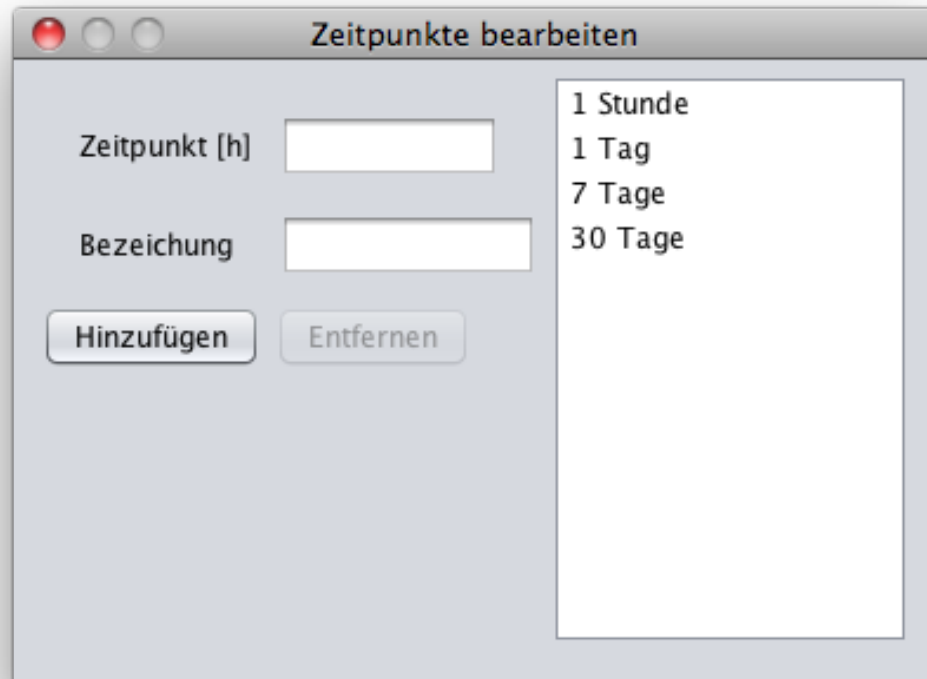 Zeitpunkte bearbeiten
Zeitpunkt [h]
Bezeichung
Hinzufügen
Entfernen
1 Stunde
1 Tag
7 Tage
30 Tage